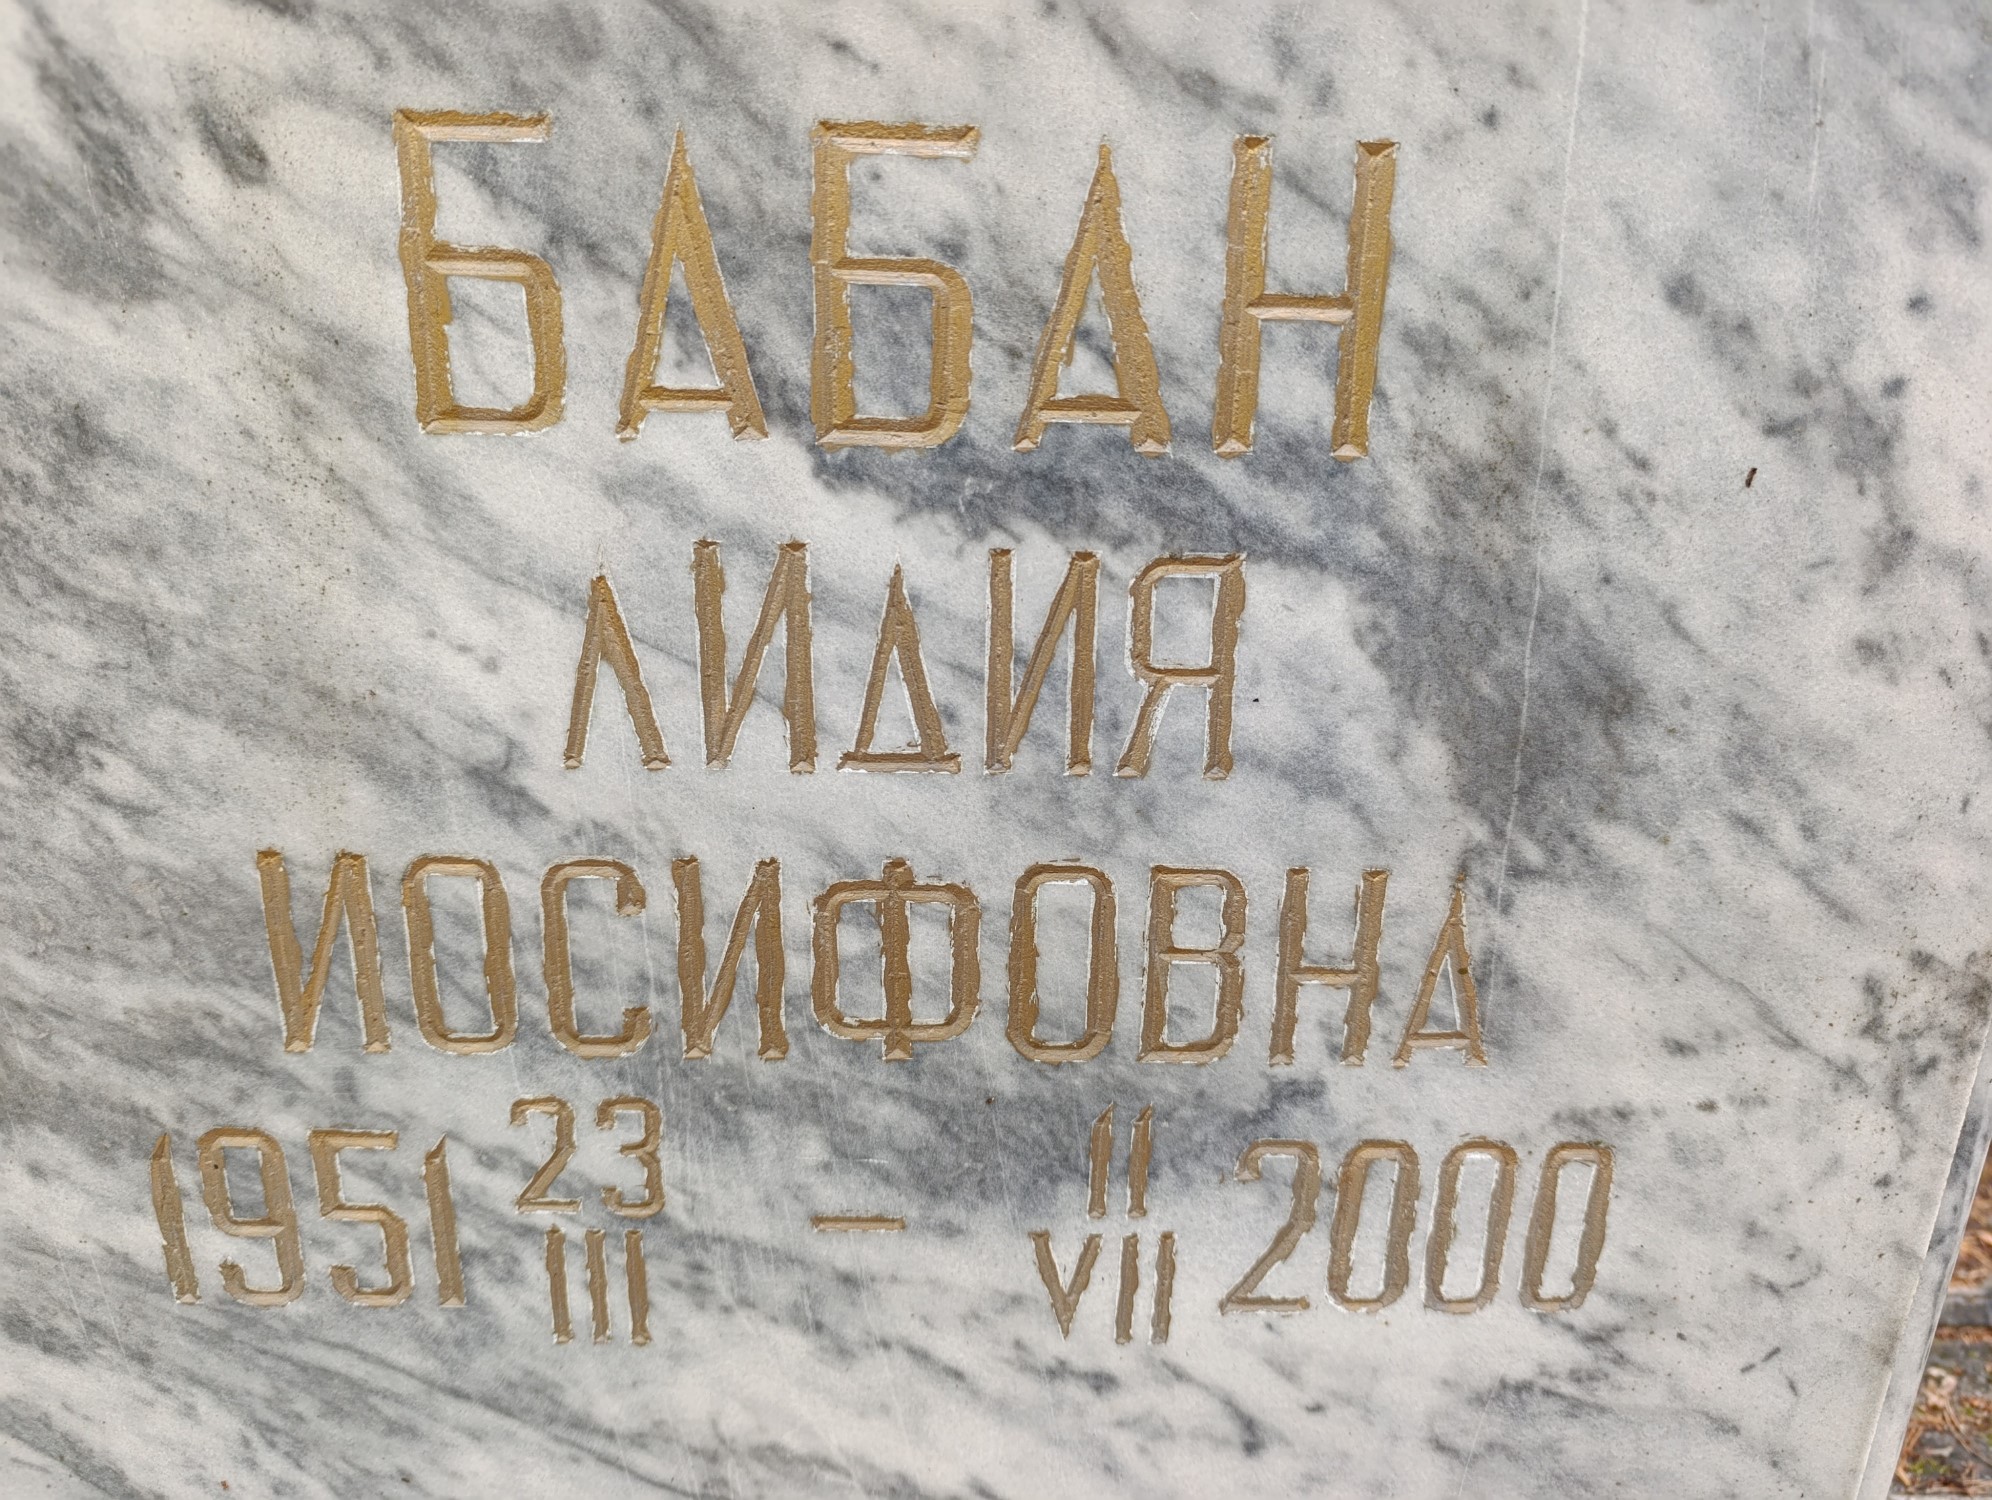 БАБАН
ЛИДИЯ
ИОСИФОВНА
1951 23/III – 11/VII 2000